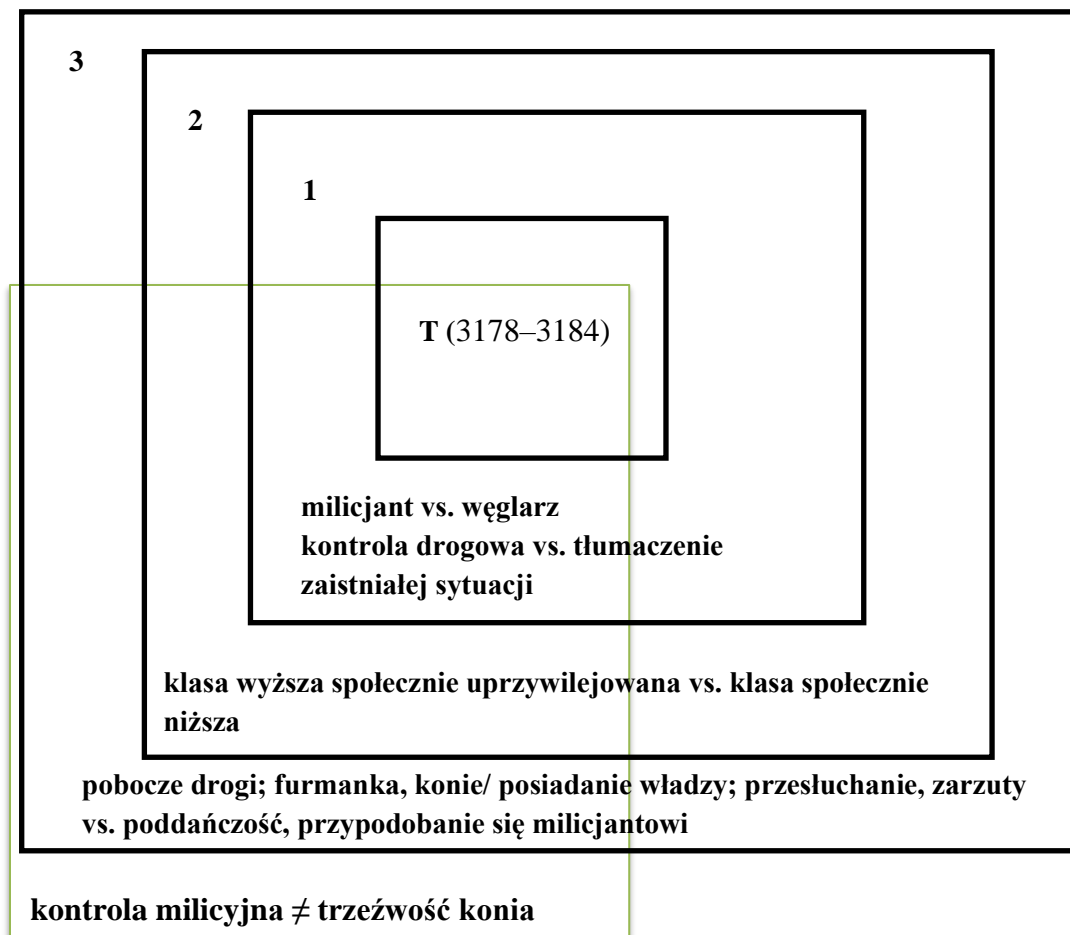 3
2
1
T (3178–3184)
milicjant vs. węglarz
kontrola drogowa vs. tłumaczenie
zaistniałej sytuacji
klasa wyższa społecznie uprzywilejowana vs. klasa społecznie
niższa
pobocze drogi; furmanka, konie/ posiadanie władzy; przesłuchanie, zarzuty
vs. poddańczość, przypodobanie się milicjantowi
kontrola milicyjna ≠ trzeźwość konia